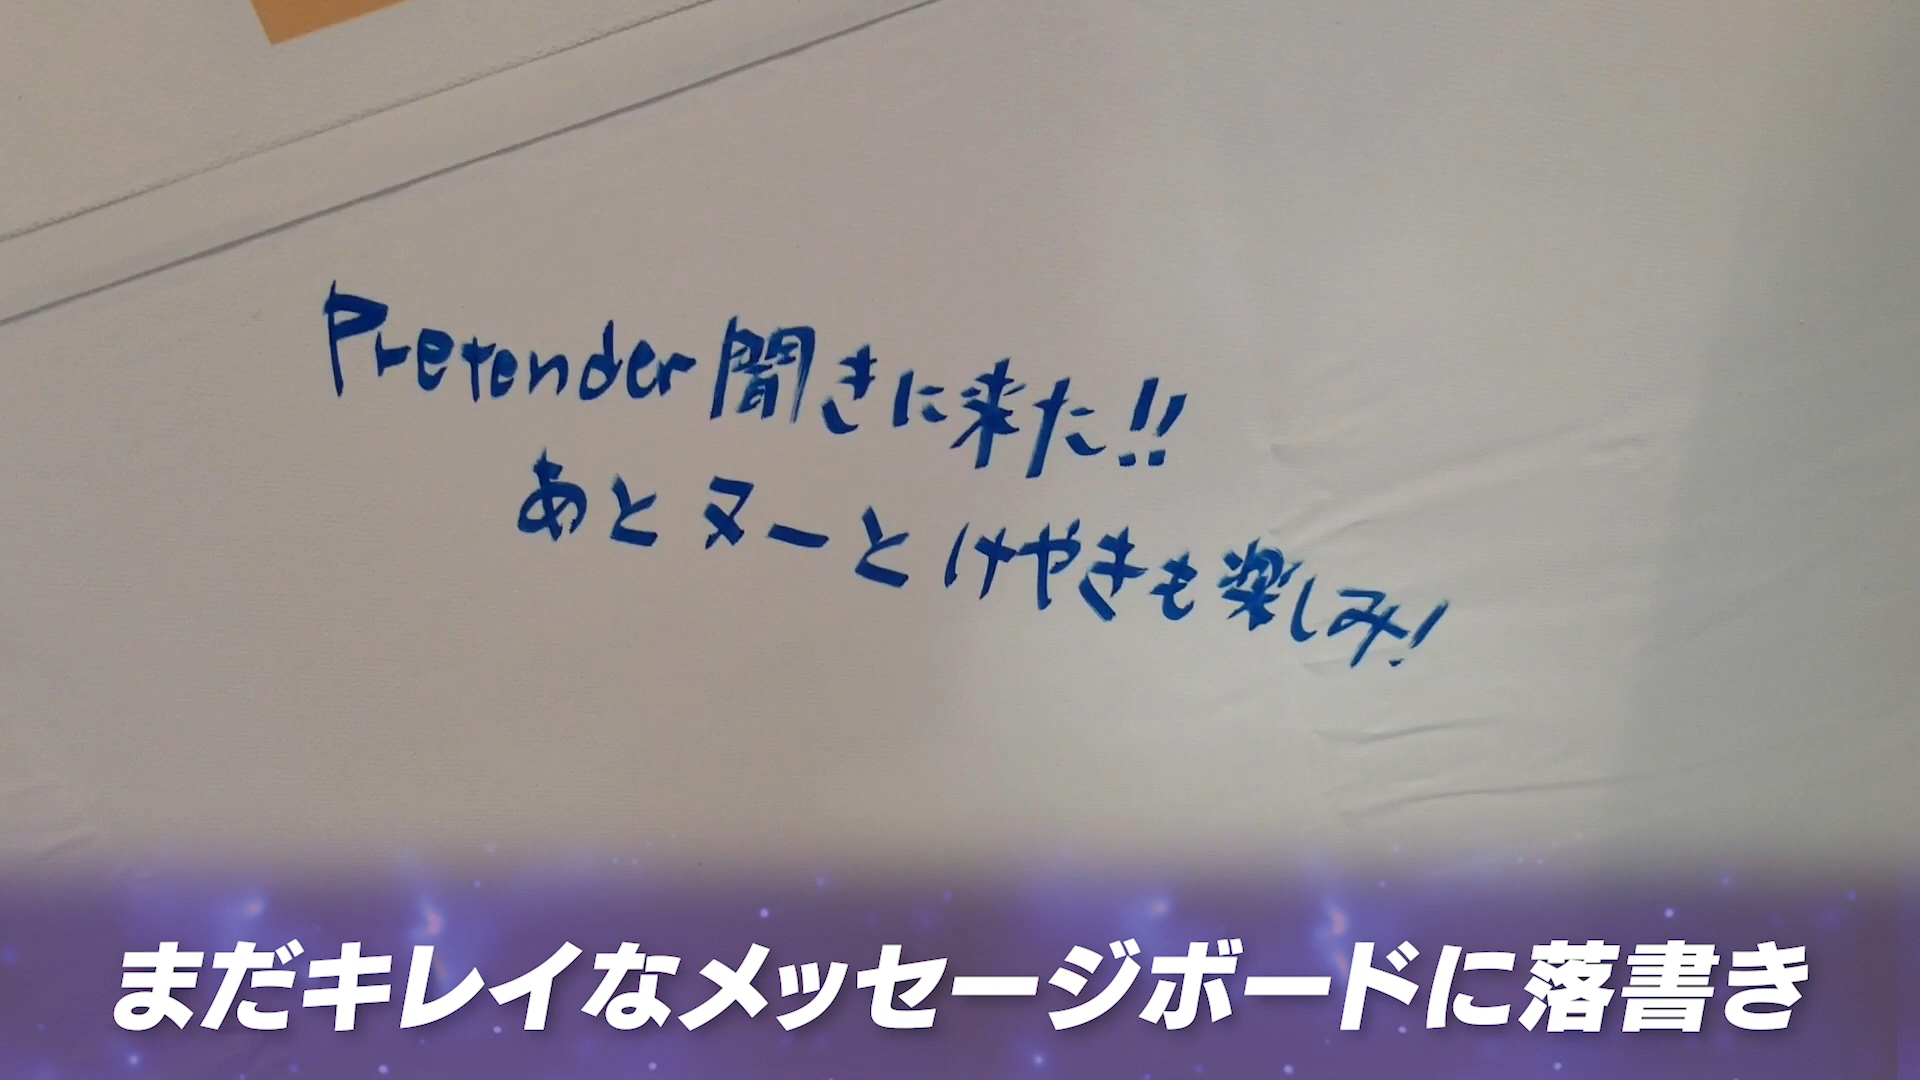 Pretender聞きに来た!!
あとヌーとけやきも楽しみ!
まだキレイなメッセージボードに落書き